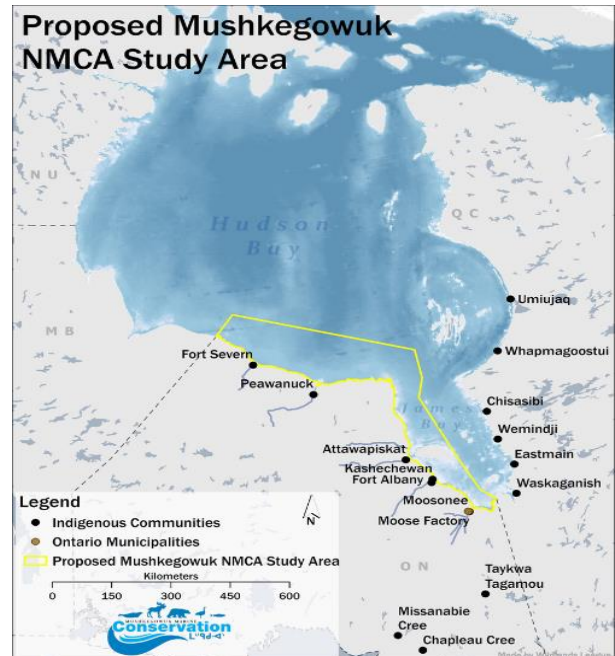 Proposed Mushkegowuk
NMCA Study Area
NU
QC
Hudson
Bay
Umiujaq
MB
Whapmagoostui
Fort Severn
Peawanuck
Chisasibi
James
Bay
Wemindji
Attawapiskat
Eastmain
Kashechewan
Fort Albany
Waskaganish
Moosonee
Moose Factory
Legend
Indigenous Communities
N
Ontario Municipalities
Proposed Mushkegowuk NMCA Study Area
Kilometers
0 150 300 450 600
ON
Taykwa
Tagamou
MUSHKEGOWUK MARINE
Conservation
Missanabie
Cree
Chapleau Cree